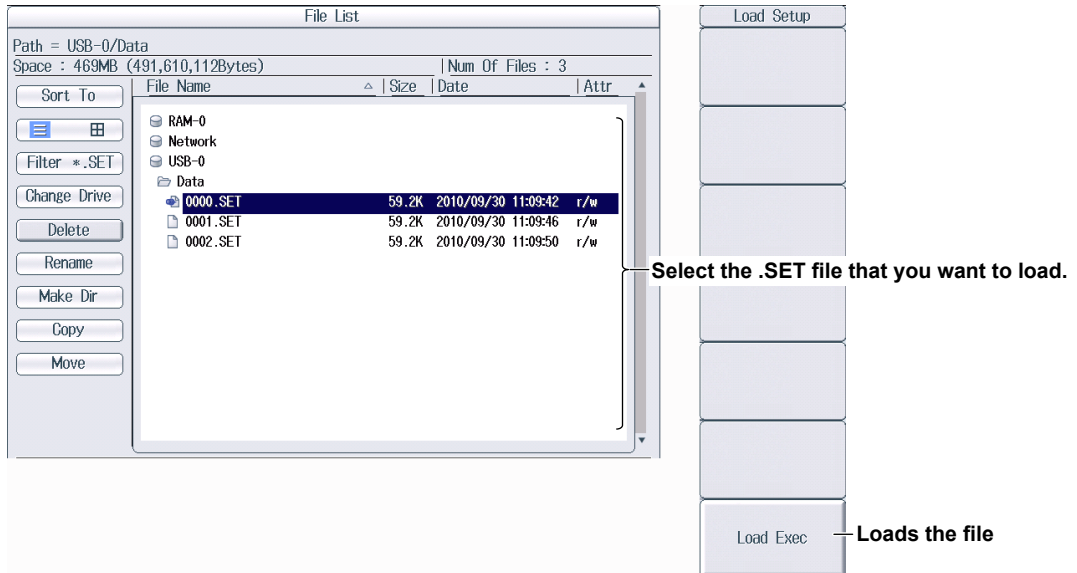 File List
Path = USB-0/Data
Space : 469MB (491,610,112Bytes) Num Of Files : 3
File Name Size Date Attr
Sort To
Filter *.SET
Change Drive
Delete
Rename
Make Dir
Copy
Move
RAM-0
Network
USB-0
Data
0000.SET 59.2K 2010/09/30 11:09:42 r/w
0001.SET 59.2K 2010/09/30 11:09:46 r/w
0002.SET 59.2K 2010/09/30 11:09:50 r/w
Select the .SET file that you want to load.
Load Setup
Load Exec
Loads the file